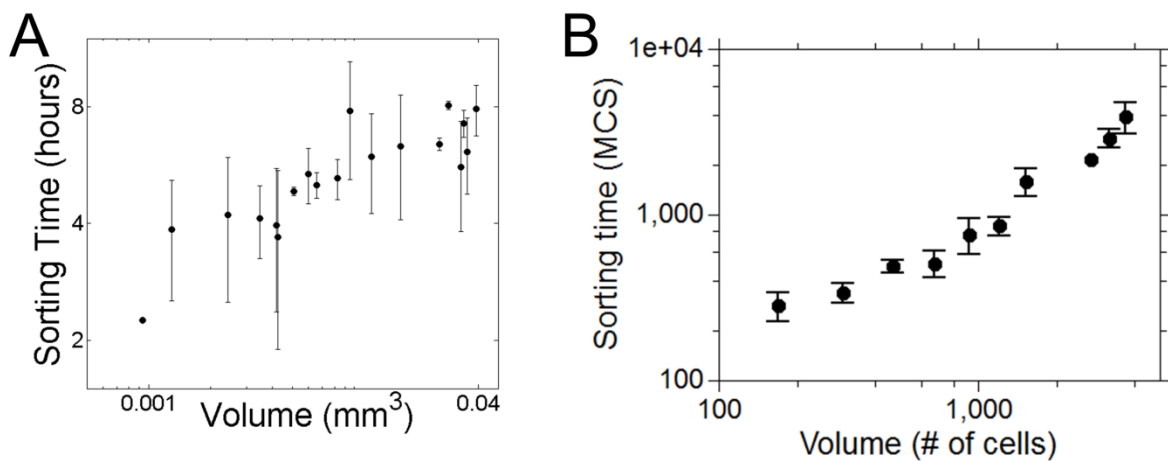 A
Sorting Time (hours)
8
4
2
0.001
0.04
Volume (mm³)
B
Sorting time (MCS)
1e+04
1,000
100
100
1,000
Volume (# of cells)